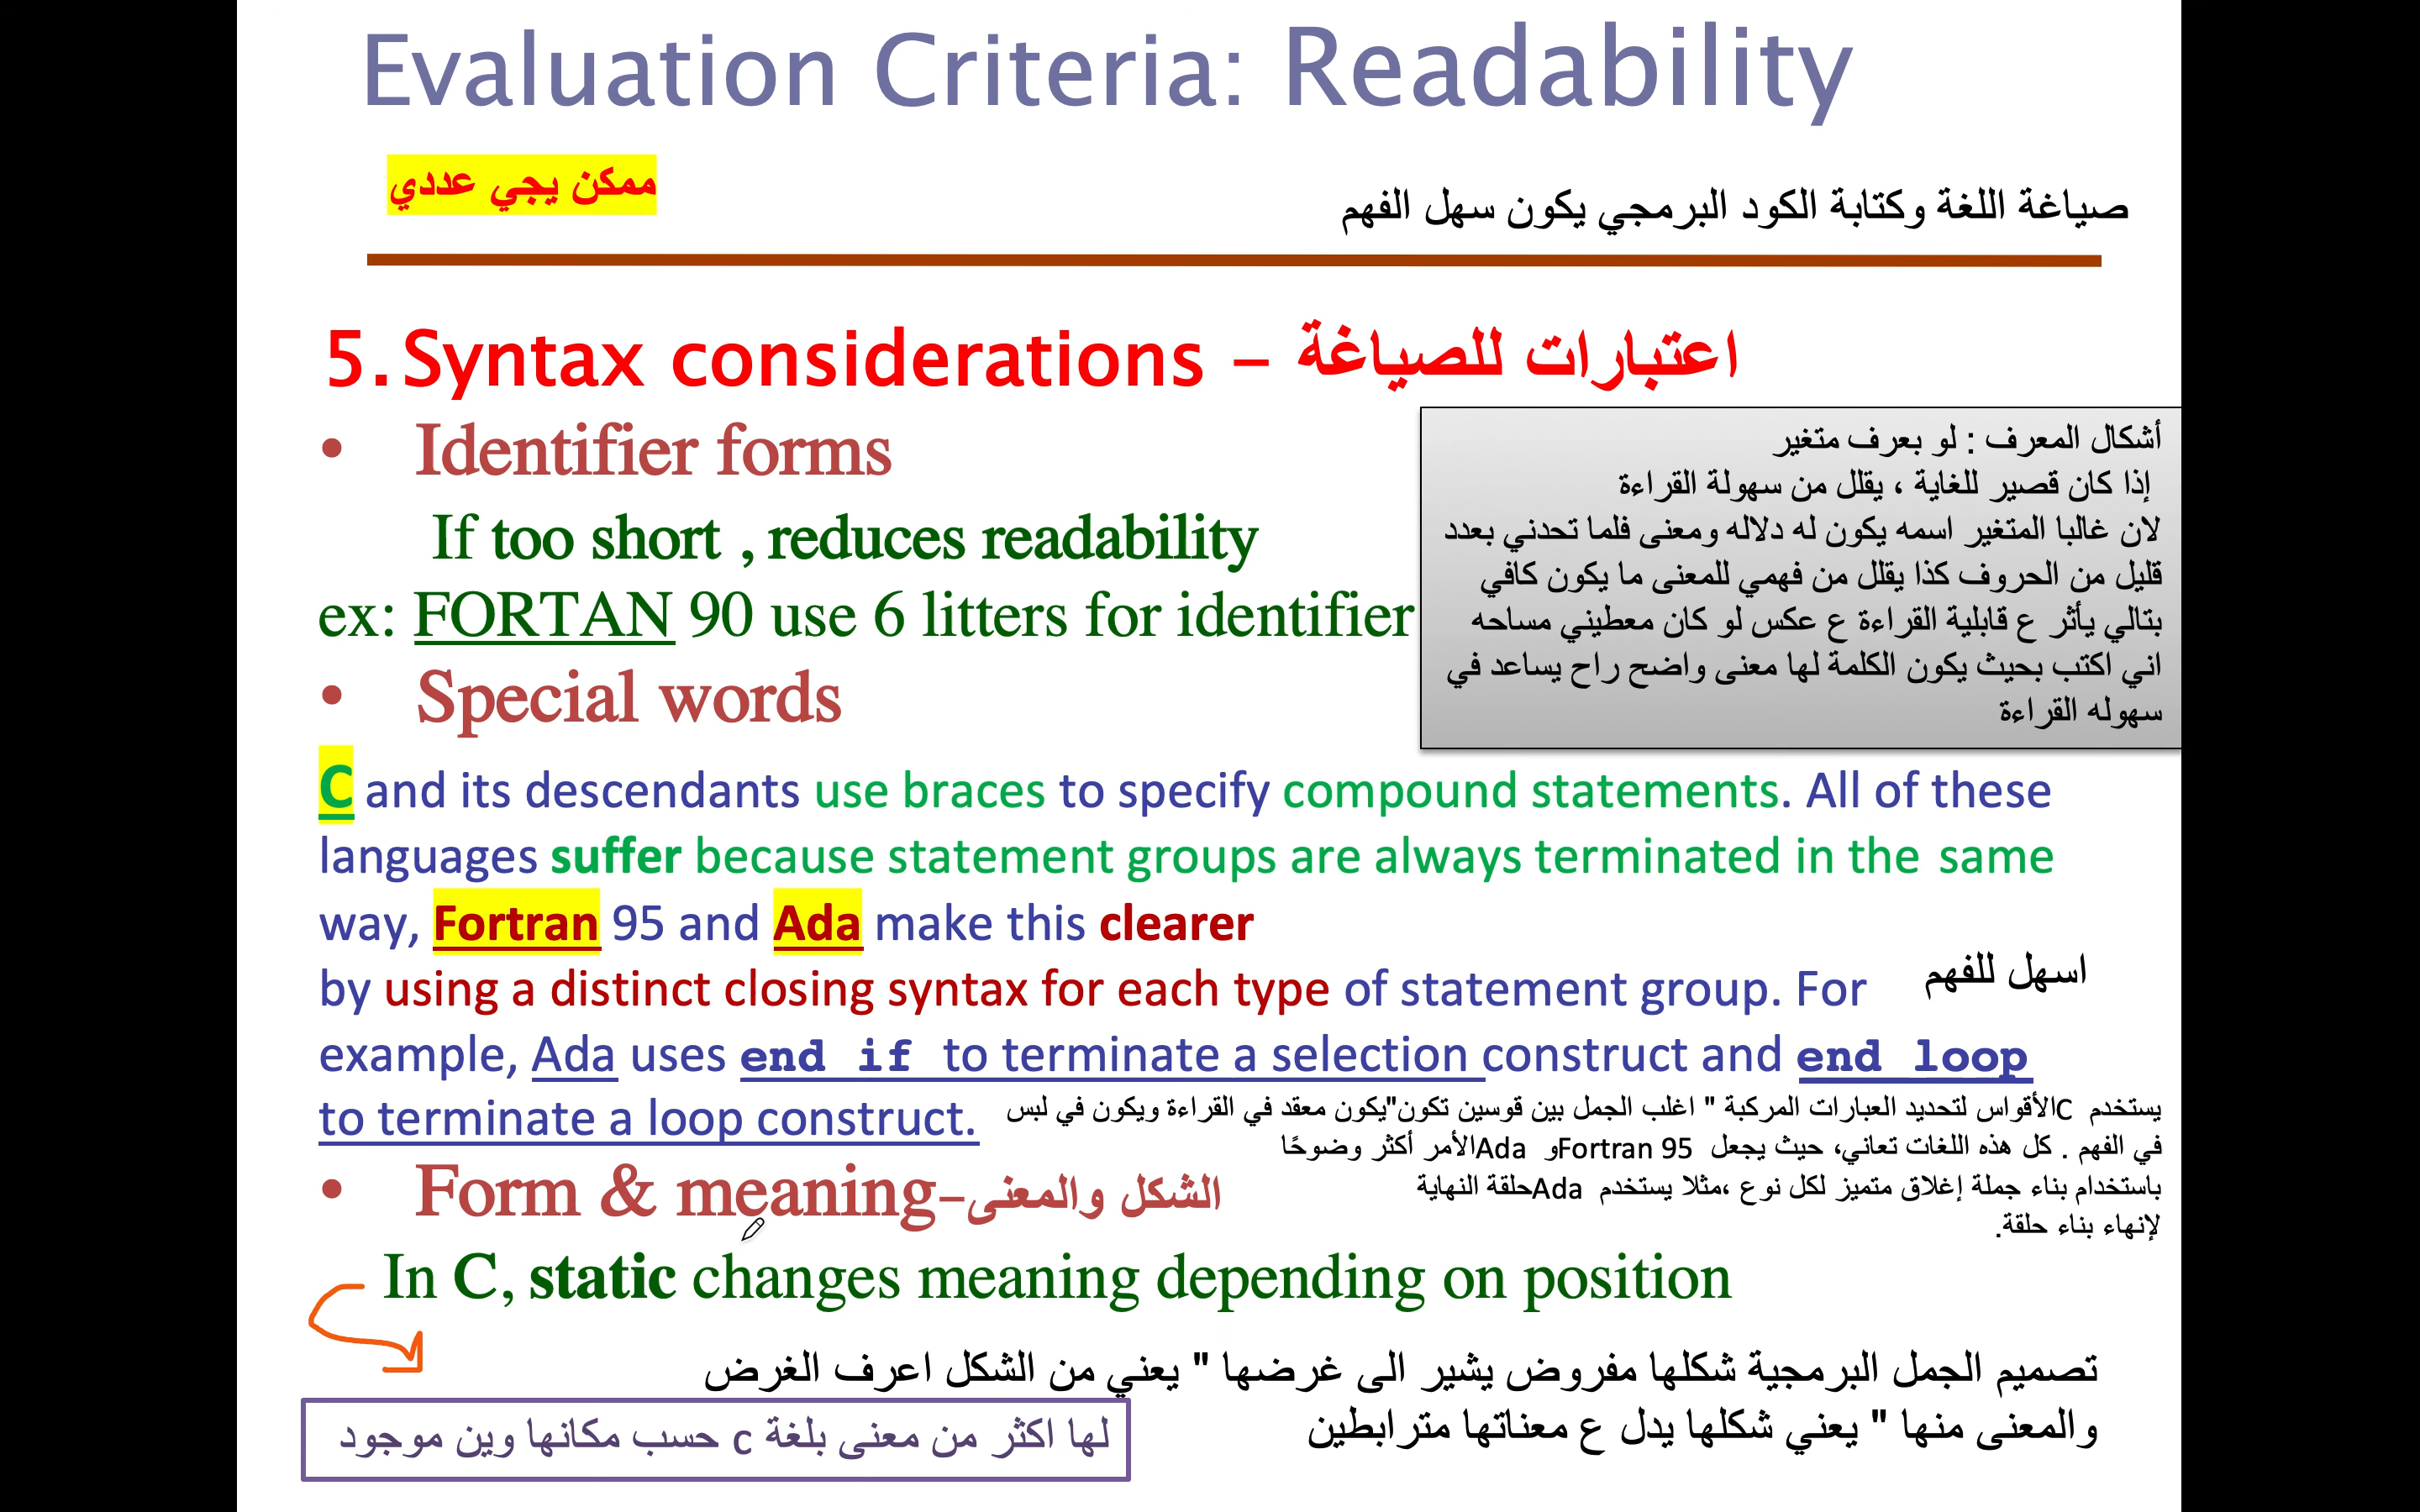 Evaluation Criteria: Readability
ممكن يجي عددي
صياغة اللغة وكتابة الكود البرمجي يكون سهل الفهم
5. Syntax considerations – اعتبارات للصياغة
• Identifier forms
If too short , reduces readability
ex: FORTAN 90 use 6 litters for identifier
أشكال المعرف : لو بعرف متغير
إذا كان قصير للغاية ، يقلل من سهولة القراءة
لان غالبا المتغير اسمه يكون له دلاله ومعنى فلما تحدني بعدد
قليل من الحروف كذا يقلل من فهمي للمعنى ما يكون كافي
بتالي يأثر ع قابلية القراءة ع عكس لو كان معطيني مساحه
اني اكتب بحيث يكون الكلمة لها معنى واضح راح يساعد في
سهوله القراءة
• Special words
C and its descendants use braces to specify compound statements. All of these
languages suffer because statement groups are always terminated in the same
way, Fortran 95 and Ada make this clearer
by using a distinct closing syntax for each type of statement group. For
اسهل للفهم
example, Ada uses end if to terminate a selection construct and end loop
to terminate a loop construct.
يستخدم Cالأقواس لتحديد العبارات المركبة " اغلب الجمل بين قوسين تكون"يكون معقد في القراءة ويكون في لبس
في الفهم . كل هذه اللغات تعاني، حيث يجعل Fortran 95و Adaالأمر أكثر وضوحًا
باستخدام بناء جملة إغلاق متميز لكل نوع ،مثلا يستخدم Adaحلقة النهاية
لإنهاء بناء حلقة.
• Form & meaning-الشكل والمعنى
In C, static changes meaning depending on position
تصميم الجمل البرمجية شكلها مفروض يشير الى غرضها " يعني من الشكل اعرف الغرض
والمعنى منها " يعني شكلها يدل ع معناتها مترابطين
لها اكثر من معنى بلغة c حسب مكانها وين موجود